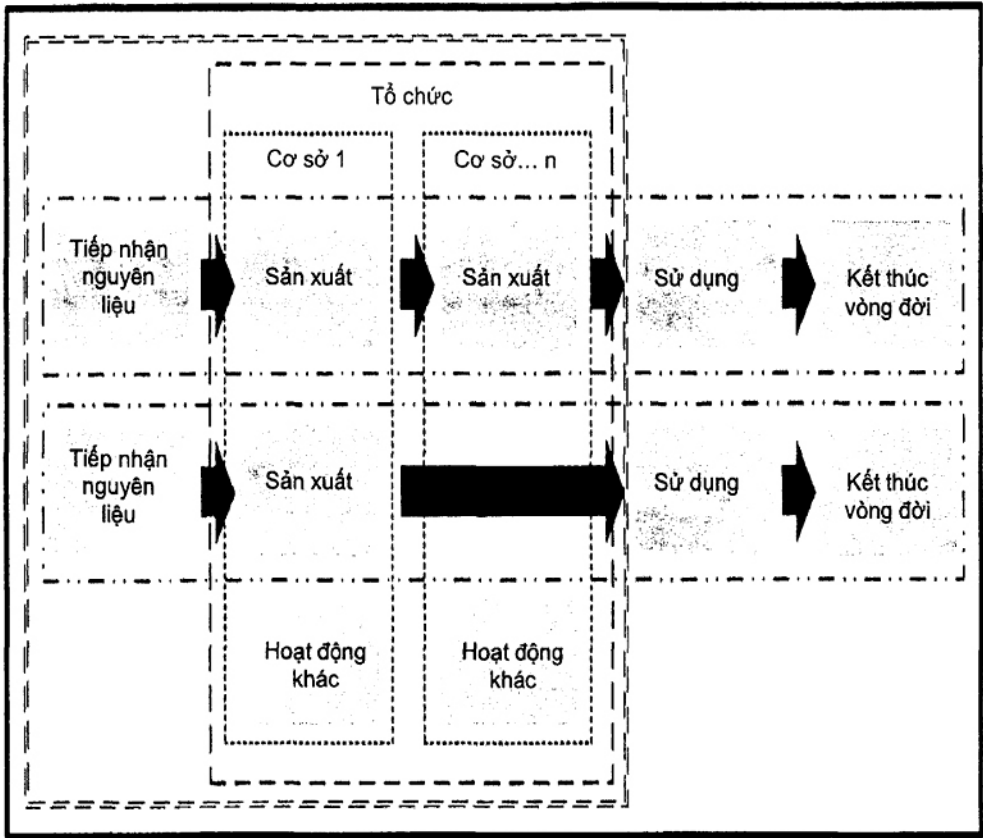 Tổ chức
Cơ sở 1
Cơ sở... n
Tiếp nhận
nguyên
liệu
Sản xuất
Sản xuất
Sử dụng
Kết thúc
vòng đời
Tiếp nhận
nguyên
liệu
Sản xuất
Sử dụng
Kết thúc
vòng đời
Hoạt động
khác
Hoạt động
khác